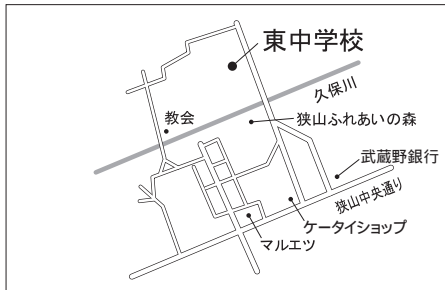 東中学校
久保川
教会
狭山ふれあいの森
武蔵野銀行
狭山中央通り
ケータイショップ
マルエツ